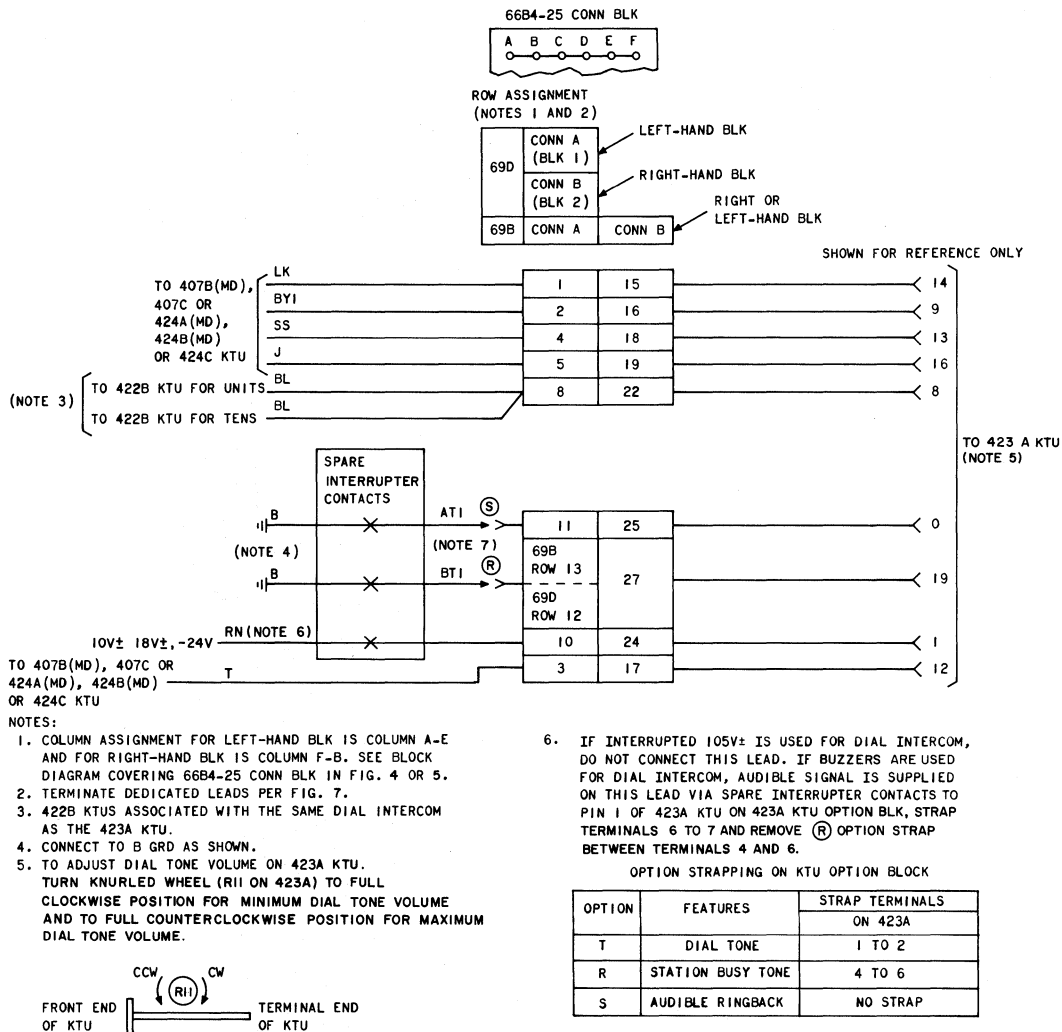 66B4-25 CONN BLK
A B C D E F
ROW ASSIGNMENT
(NOTES 1 AND 2)
69D
CONN A
(BLK 1)
LEFT-HAND BLK
CONN B
(BLK 2)
RIGHT-HAND BLK
69B CONN A CONN B
RIGHT OR
LEFT-HAND BLK
SHOWN FOR REFERENCE ONLY
TO 407B(MD),
407C OR
424A(MD),
424B(MD)
OR 424C KTU
LK 1 15 14
BY1 2 16 9
SS 4 18 13
J 5 19 16
(NOTE 3)
TO 422B KTU FOR UNITS BL 8 22 8
TO 422B KTU FOR TENS BL
TO 423 A KTU
(NOTE 5)
SPARE
INTERRUPTER
CONTACTS
B AT1 S 11 25 0
(NOTE 4) (NOTE 7)
B BT1 R
69B
ROW 13
69D
ROW 12
27 19
10V± 18V±, -24V RN (NOTE 6) 10 24 1
TO 407B(MD), 407C OR
424A(MD), 424B(MD)
OR 424C KTU
T 3 17 12
NOTES:
1. COLUMN ASSIGNMENT FOR LEFT-HAND BLK IS COLUMN A-E
AND FOR RIGHT-HAND BLK IS COLUMN F-B. SEE BLOCK
DIAGRAM COVERING 66B4-25 CONN BLK IN FIG. 4 OR 5.
2. TERMINATE DEDICATED LEADS PER FIG. 7.
3. 422B KTUS ASSOCIATED WITH THE SAME DIAL INTERCOM
AS THE 423A KTU.
4. CONNECT TO B GRD AS SHOWN.
5. TO ADJUST DIAL TONE VOLUME ON 423A KTU.
TURN KNURLED WHEEL (R11 ON 423A) TO FULL
CLOCKWISE POSITION FOR MINIMUM DIAL TONE VOLUME
AND TO FULL COUNTERCLOCKWISE POSITION FOR MAXIMUM
DIAL TONE VOLUME.
CCW R11 CW
FRONT END
OF KTU
TERMINAL END
OF KTU
6. IF INTERRUPTED 105V± IS USED FOR DIAL INTERCOM,
DO NOT CONNECT THIS LEAD. IF BUZZERS ARE USED
FOR DIAL INTERCOM, AUDIBLE SIGNAL IS SUPPLIED
ON THIS LEAD VIA SPARE INTERRUPTER CONTACTS TO
PIN 1 OF 423A KTU ON 423A KTU OPTION BLK, STRAP
TERMINALS 6 TO 7 AND REMOVE R OPTION STRAP
BETWEEN TERMINALS 4 AND 6.
OPTION STRAPPING ON KTU OPTION BLOCK
OPTION FEATURES STRAP TERMINALS
ON 423A
T DIAL TONE 1 TO 2
R STATION BUSY TONE 4 TO 6
S AUDIBLE RINGBACK NO STRAP